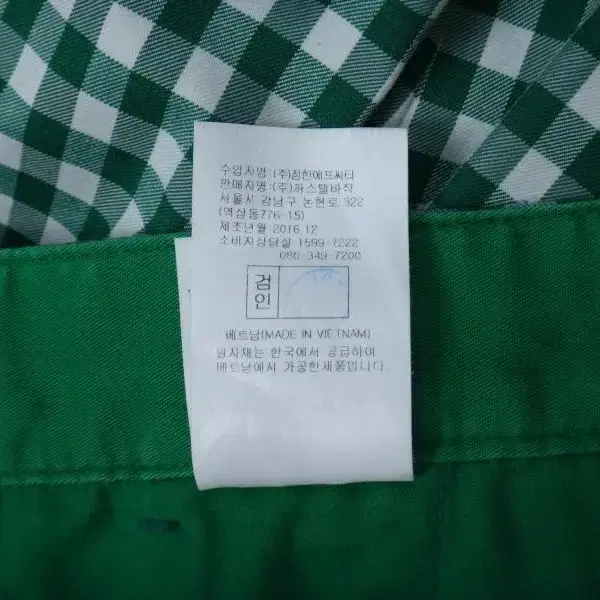 수입자명:(주)정한에프씨티
판매자명:(주)까스텔바작
서울시 강남구 논현로 322
(역삼동776-15)
제조년월:2016.12
소비자상담실 1599-7222
080-349-7200
검인
베트남(MADE IN VIETNAM)
원자재는 한국에서 공급하여
베트남에서 가공한제품입니다.